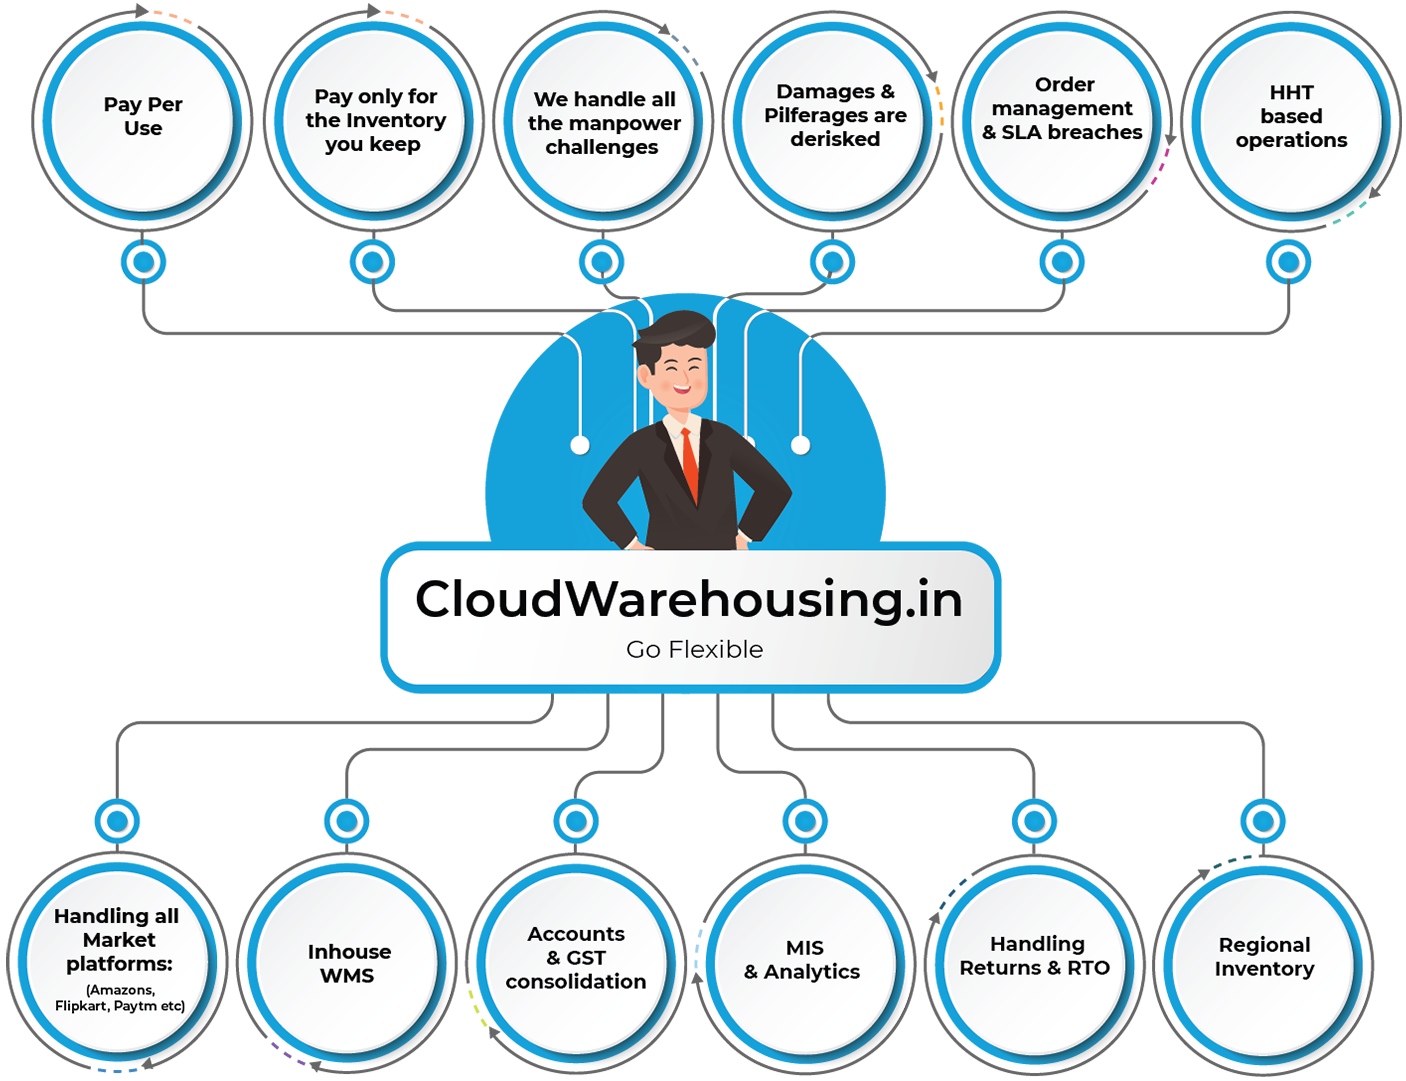 Pay Per
Use
Pay only for
the Inventory
you keep
We handle all
the manpower
challenges
Damages &
Pilferages are
derisked
Order
management
& SLA breaches
HHT
based
operations
CloudWarehousing.in
Go Flexible
Handling all
Market
platforms:
(Amazons,
Flipkart, Paytm etc)
Inhouse
WMS
Accounts
& GST
consolidation
MIS
& Analytics
Handling
Returns & RTO
Regional
Inventory